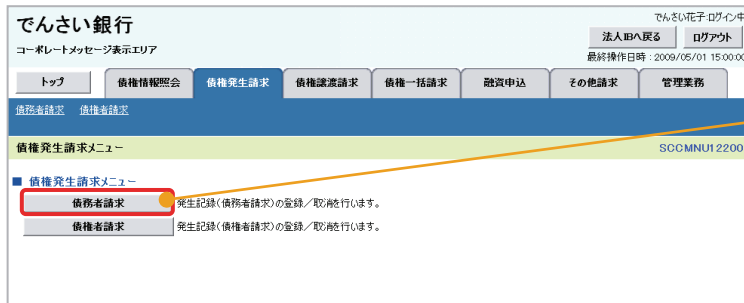 でんさい銀行
でんさい花子:ログイン中
法人IBへ戻る ログアウト
コーポレートメッセージ表示エリア
最終操作日時:2009/05/01 15:00:00
トップ 債権情報照会 債権発生請求 債権譲渡請求 債権一括請求 融資申込 その他請求 管理業務
債務者請求 債権者請求
債権発生請求メニュー SCCMNU12200
■ 債権発生請求メニュー
債務者請求 発生記録(債務者請求)の登録/取消を行います。
債権者請求 発生記録(債権者請求)の登録/取消を行います。